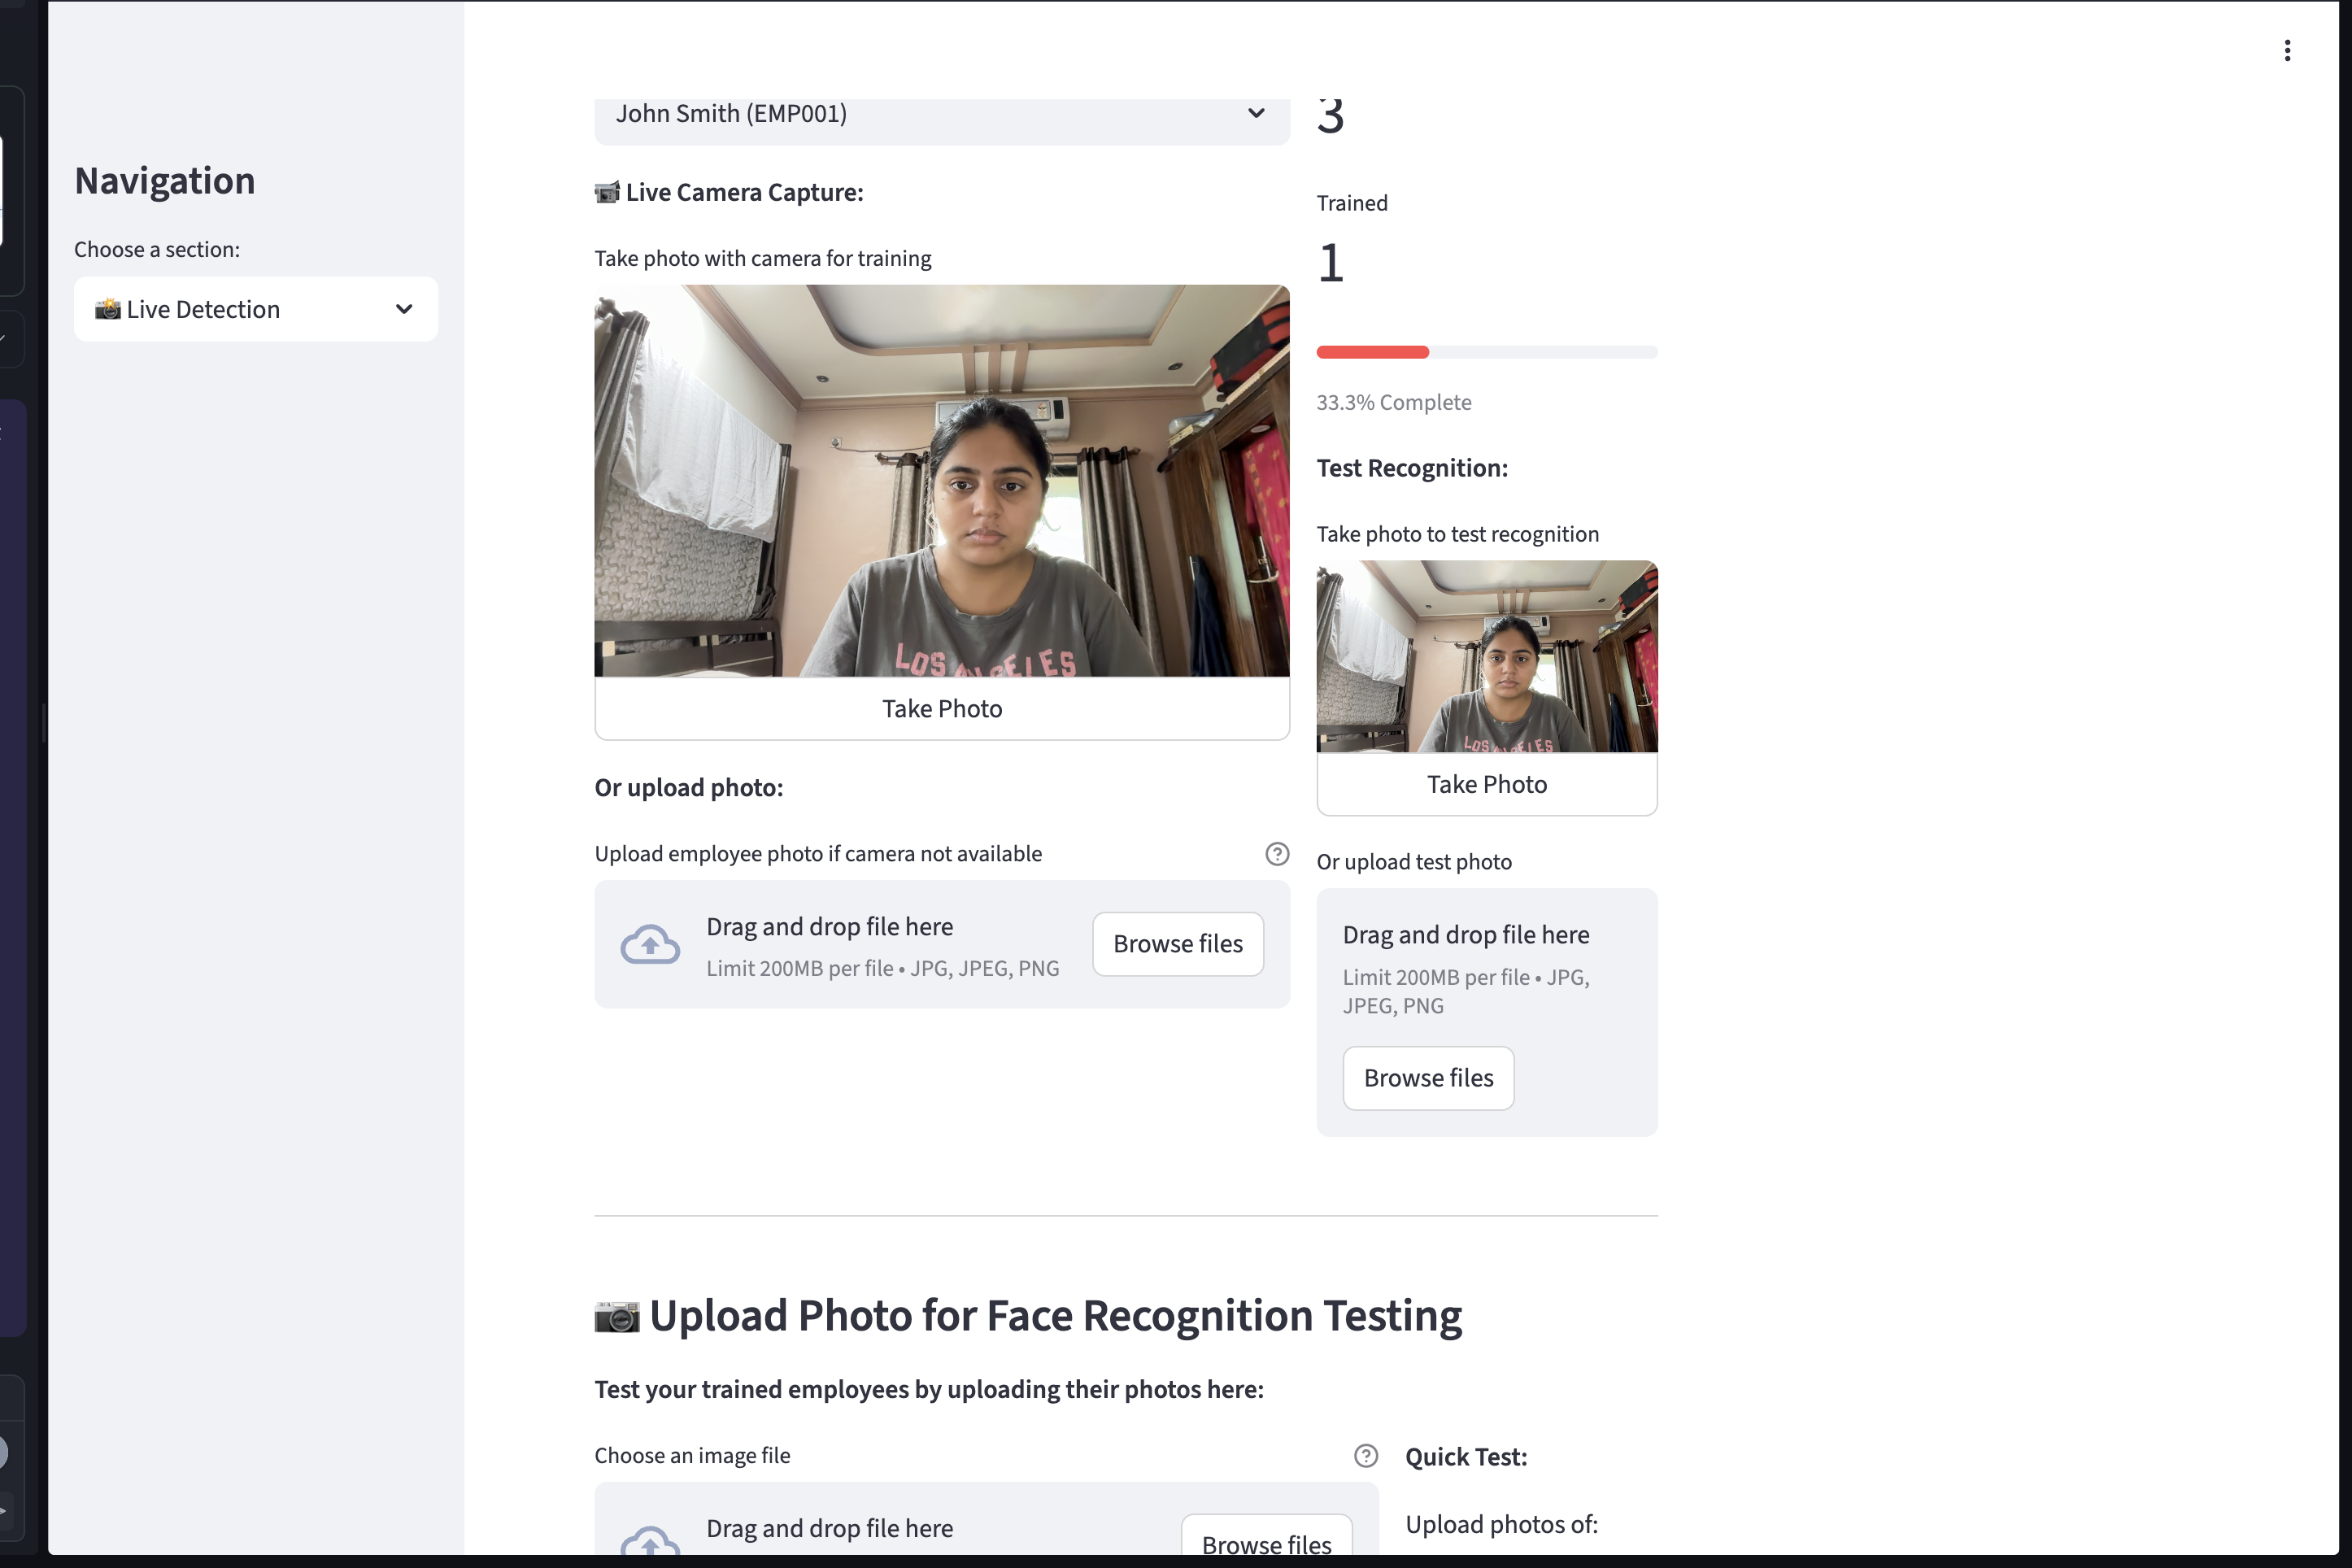 Navigation
Choose a section:
📸 Live Detection
John Smith (EMP001)
📹 Live Camera Capture:
Take photo with camera for training
LOS ANGELES
Take Photo
Or upload photo:
Upload employee photo if camera not available
Drag and drop file here
Limit 200MB per file • JPG, JPEG, PNG
Browse files
3
Trained
1
33.3% Complete
Test Recognition:
Take photo to test recognition
LOS ANGELES
Take Photo
Or upload test photo
Drag and drop file here
Limit 200MB per file • JPG,
JPEG, PNG
Browse files
📷 Upload Photo for Face Recognition Testing
Test your trained employees by uploading their photos here:
Choose an image file
Drag and drop file here
Browse files
Quick Test:
Upload photos of: